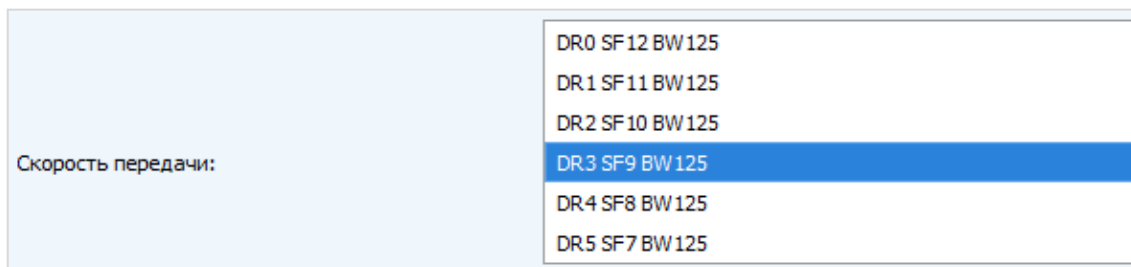 DR0 SF12 BW125
DR1 SF11 BW125
DR2 SF10 BW125
Скорость передачи:
DR3 SF9 BW125
DR4 SF8 BW125
DR5 SF7 BW125